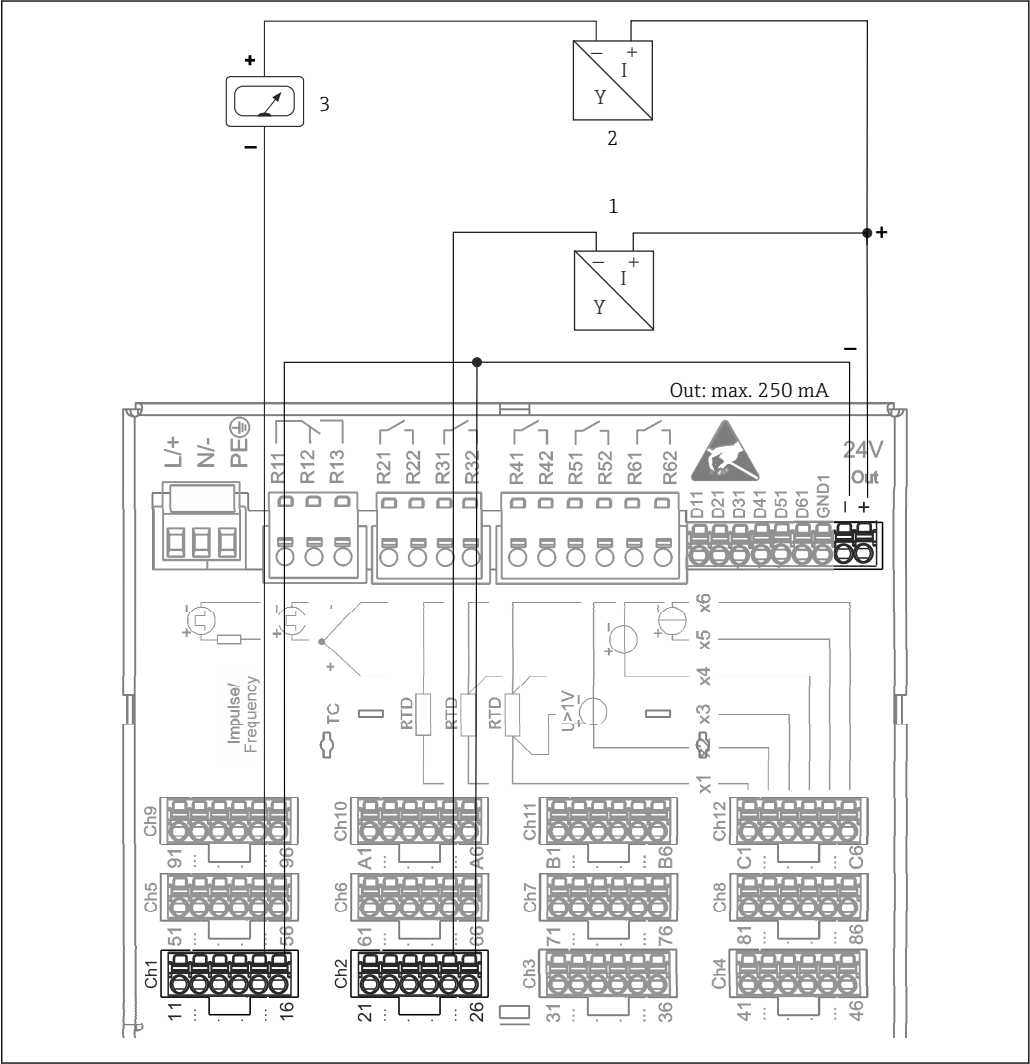 − +
I
Y
2
+
3
−
1
− +
I
Y
+
−
Out: max. 250 mA
L/+
N/-
PE
R11
R12
R13
R21
R22
R31
R32
R41
R42
R51
R52
R61
R62
24V
Out
D11
D21
D31
D41
D51
D61
GND1
− +
-
+
-
+
-
+
-
+
-
+
x6
x5
x4
x3
x2
x1
Impulse/
Frequency
TC
RTD
RTD
RTD
U>1V
−
+
Ch9
91
...
...
96
Ch10
A1
...
...
A6
Ch11
B1
...
...
B6
Ch12
C1
...
...
C6
Ch5
51
...
...
56
Ch6
61
...
...
66
Ch7
71
...
...
76
Ch8
81
...
...
86
Ch1
11
...
...
16
Ch2
21
...
...
26
Ch3
31
...
...
36
Ch4
41
...
...
46